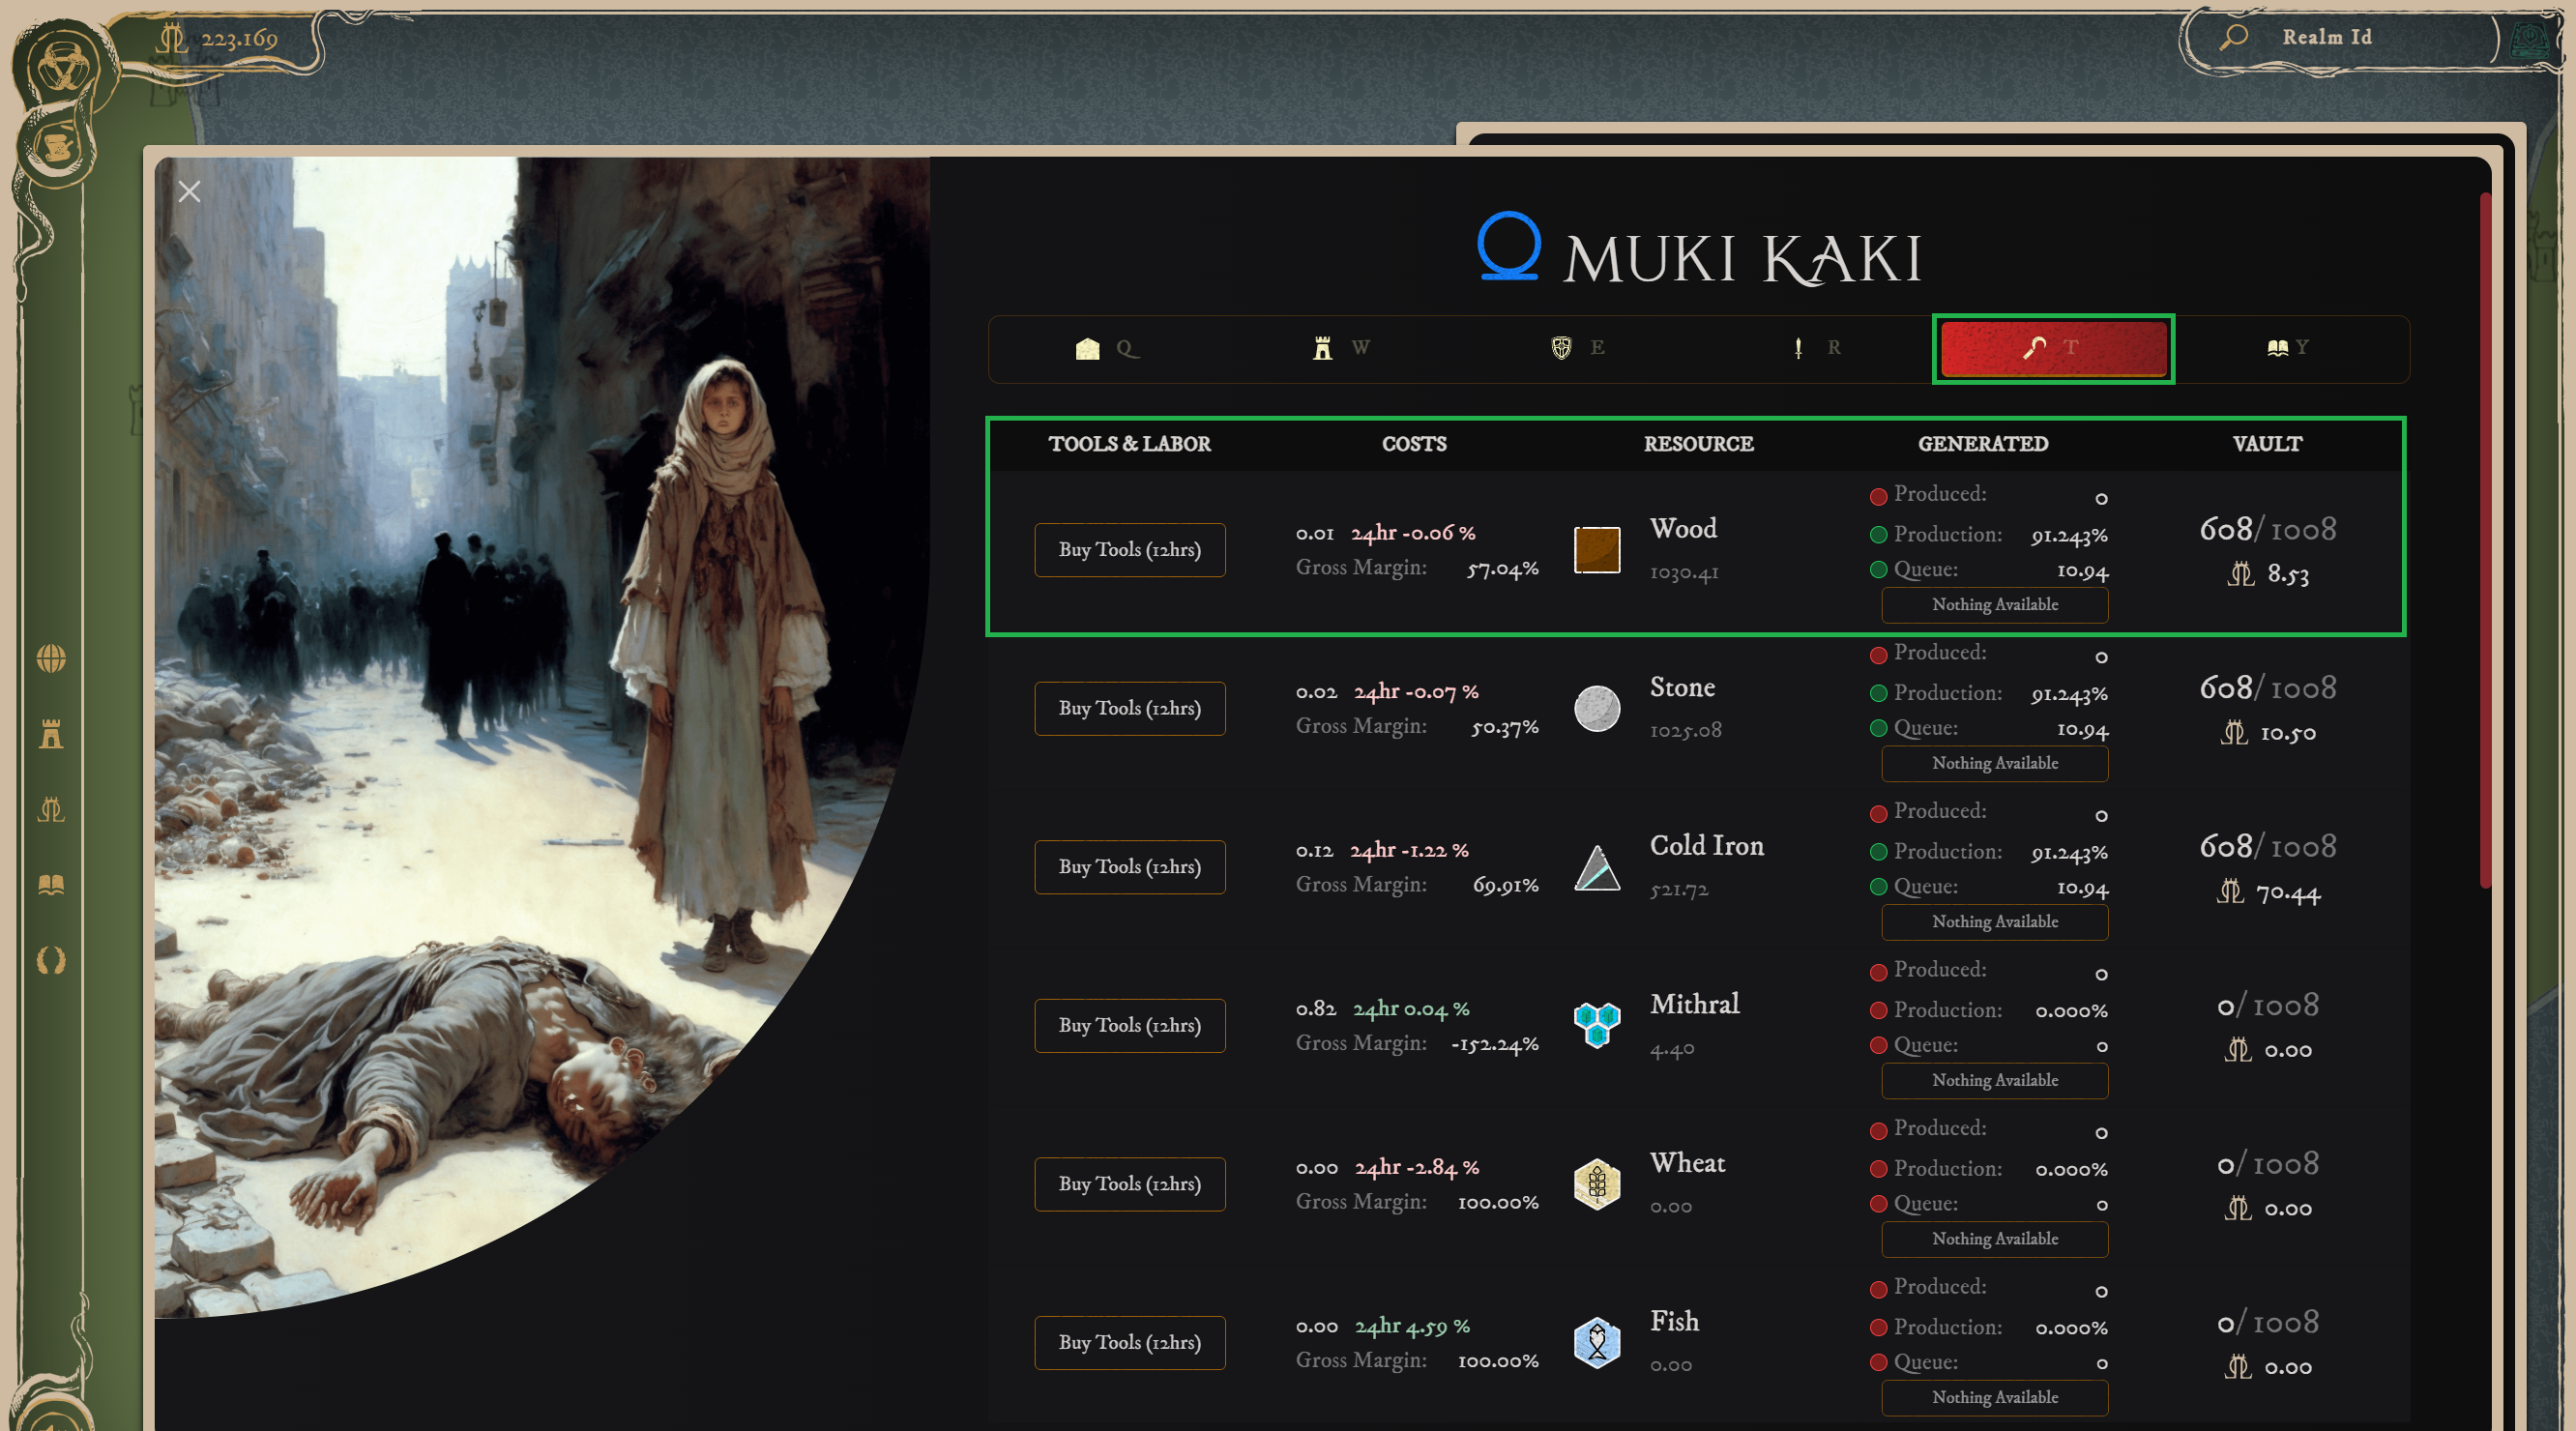 223.169
Realm Id
MUKI KAKI
Q W E R T Y
TOOLS & LABOR COSTS RESOURCE GENERATED VAULT
Buy Tools (12hrs)
0.01 24hr -0.06 %
Gross Margin: 57.04%
Wood
1030.41
Produced: 0
Production: 91.243%
Queue: 10.94
Nothing Available
608/1008
8.53
Buy Tools (12hrs)
0.02 24hr -0.07 %
Gross Margin: 50.37%
Stone
1025.08
Produced: 0
Production: 91.243%
Queue: 10.94
Nothing Available
608/1008
10.50
Buy Tools (12hrs)
0.12 24hr -1.22 %
Gross Margin: 69.91%
Cold Iron
521.72
Produced: 0
Production: 91.243%
Queue: 10.94
Nothing Available
608/1008
70.44
Buy Tools (12hrs)
0.82 24hr 0.04 %
Gross Margin: -152.24%
Mithral
4.40
Produced: 0
Production: 0.000%
Queue: 0
Nothing Available
0/1008
0.00
Buy Tools (12hrs)
0.00 24hr -2.84 %
Gross Margin: 100.00%
Wheat
0.00
Produced: 0
Production: 0.000%
Queue: 0
Nothing Available
0/1008
0.00
Buy Tools (12hrs)
0.00 24hr 4.59 %
Gross Margin: 100.00%
Fish
0.00
Produced: 0
Production: 0.000%
Queue: 0
Nothing Available
0/1008
0.00